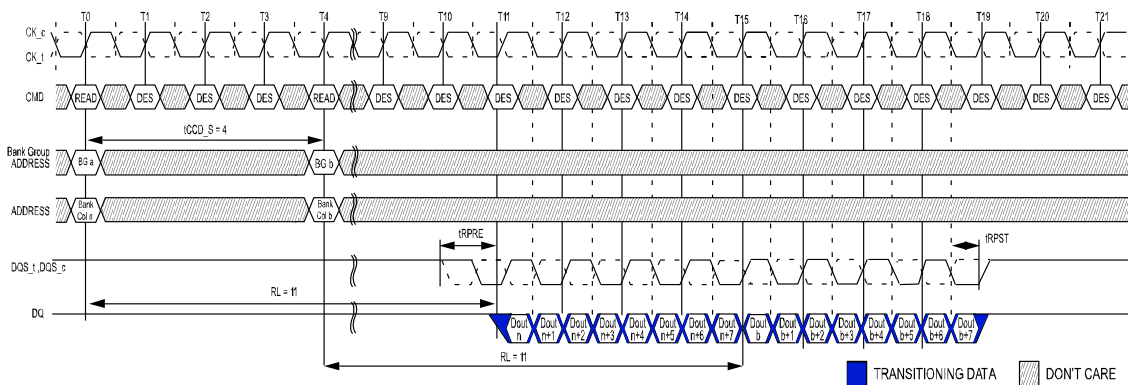 T0 T1 T2 T3 T4 T9 T10 T11 T12 T13 T14 T15 T16 T17 T18 T19 T20 T21
CK_c
CK_t
CMD READ DES DES DES READ DES DES DES DES DES DES DES DES DES DES DES DES DES
tCCD_S = 4
Bank Group
ADDRESS BG a BG b
ADDRESS Bank Col n Bank Col b
tRPRE tRPST
DQS_t ,DQS_c
RL = 11
DQ Dout n Dout n+1 Dout n+2 Dout n+3 Dout n+4 Dout n+5 Dout n+6 Dout n+7 Dout b Dout b+1 Dout b+2 Dout b+3 Dout b+4 Dout b+5 Dout b+6 Dout b+7
RL = 11
TRANSITIONING DATA DON'T CARE